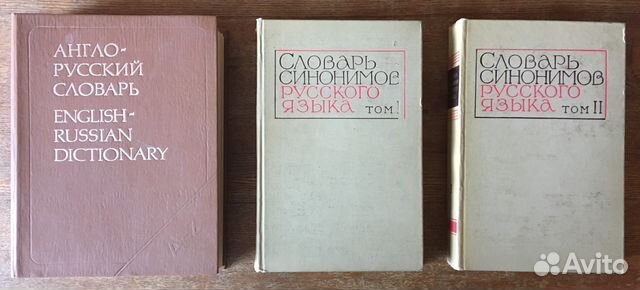 АНГЛО-
РУССКИЙ
СЛОВАРЬ
ENGLISH-
RUSSIAN
DICTIONARY
СЛОВАРЬ
СИНОНИМОВ
РУССКОГО
ЯЗЫКА ТОМ I
СЛОВАРЬ
СИНОНИМОВ
РУССКОГО
ЯЗЫКА ТОМ II
Avito